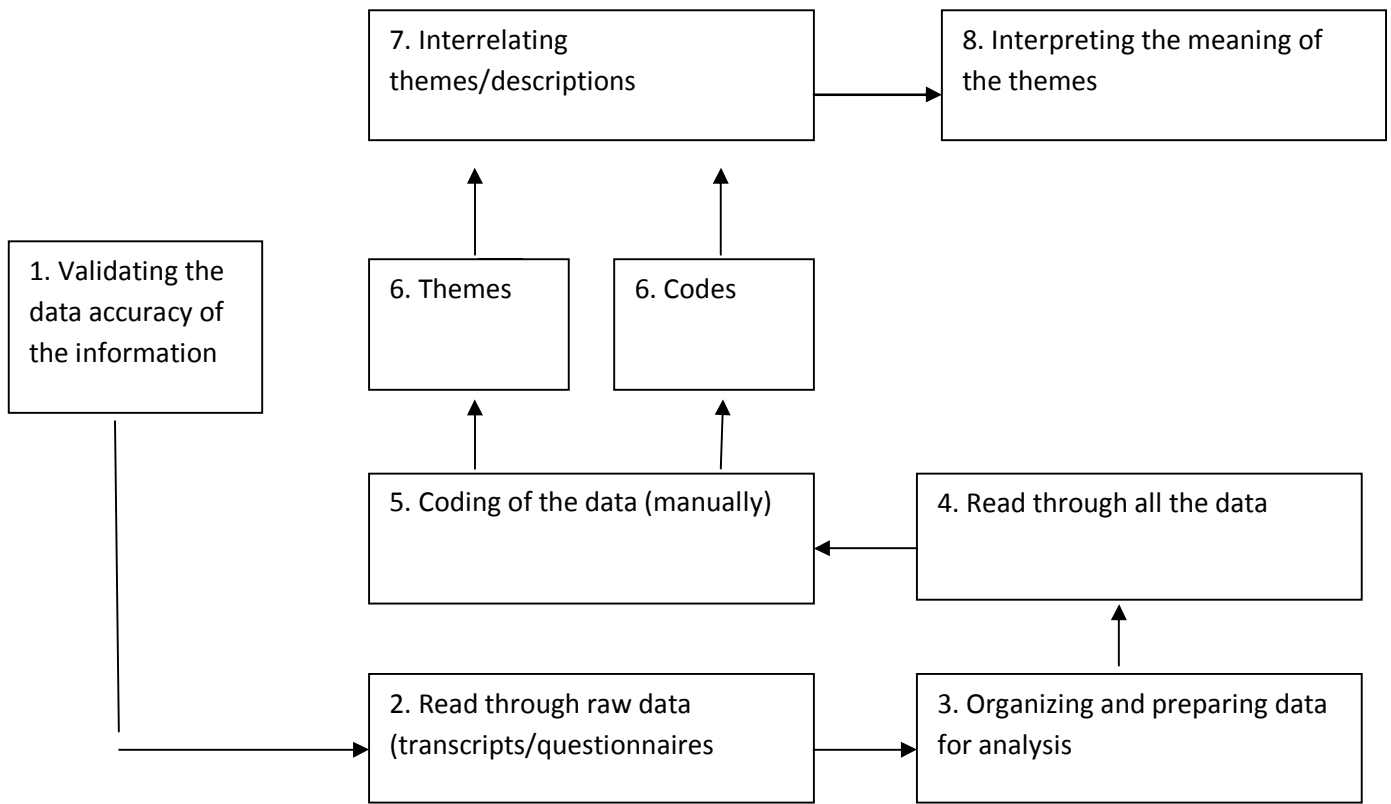 7. Interrelating
themes/descriptions
8. Interpreting the meaning of
the themes
1. Validating the
data accuracy of
the information
6. Themes
6. Codes
5. Coding of the data (manually)
4. Read through all the data
2. Read through raw data
(transcripts/questionnaires
3. Organizing and preparing data
for analysis